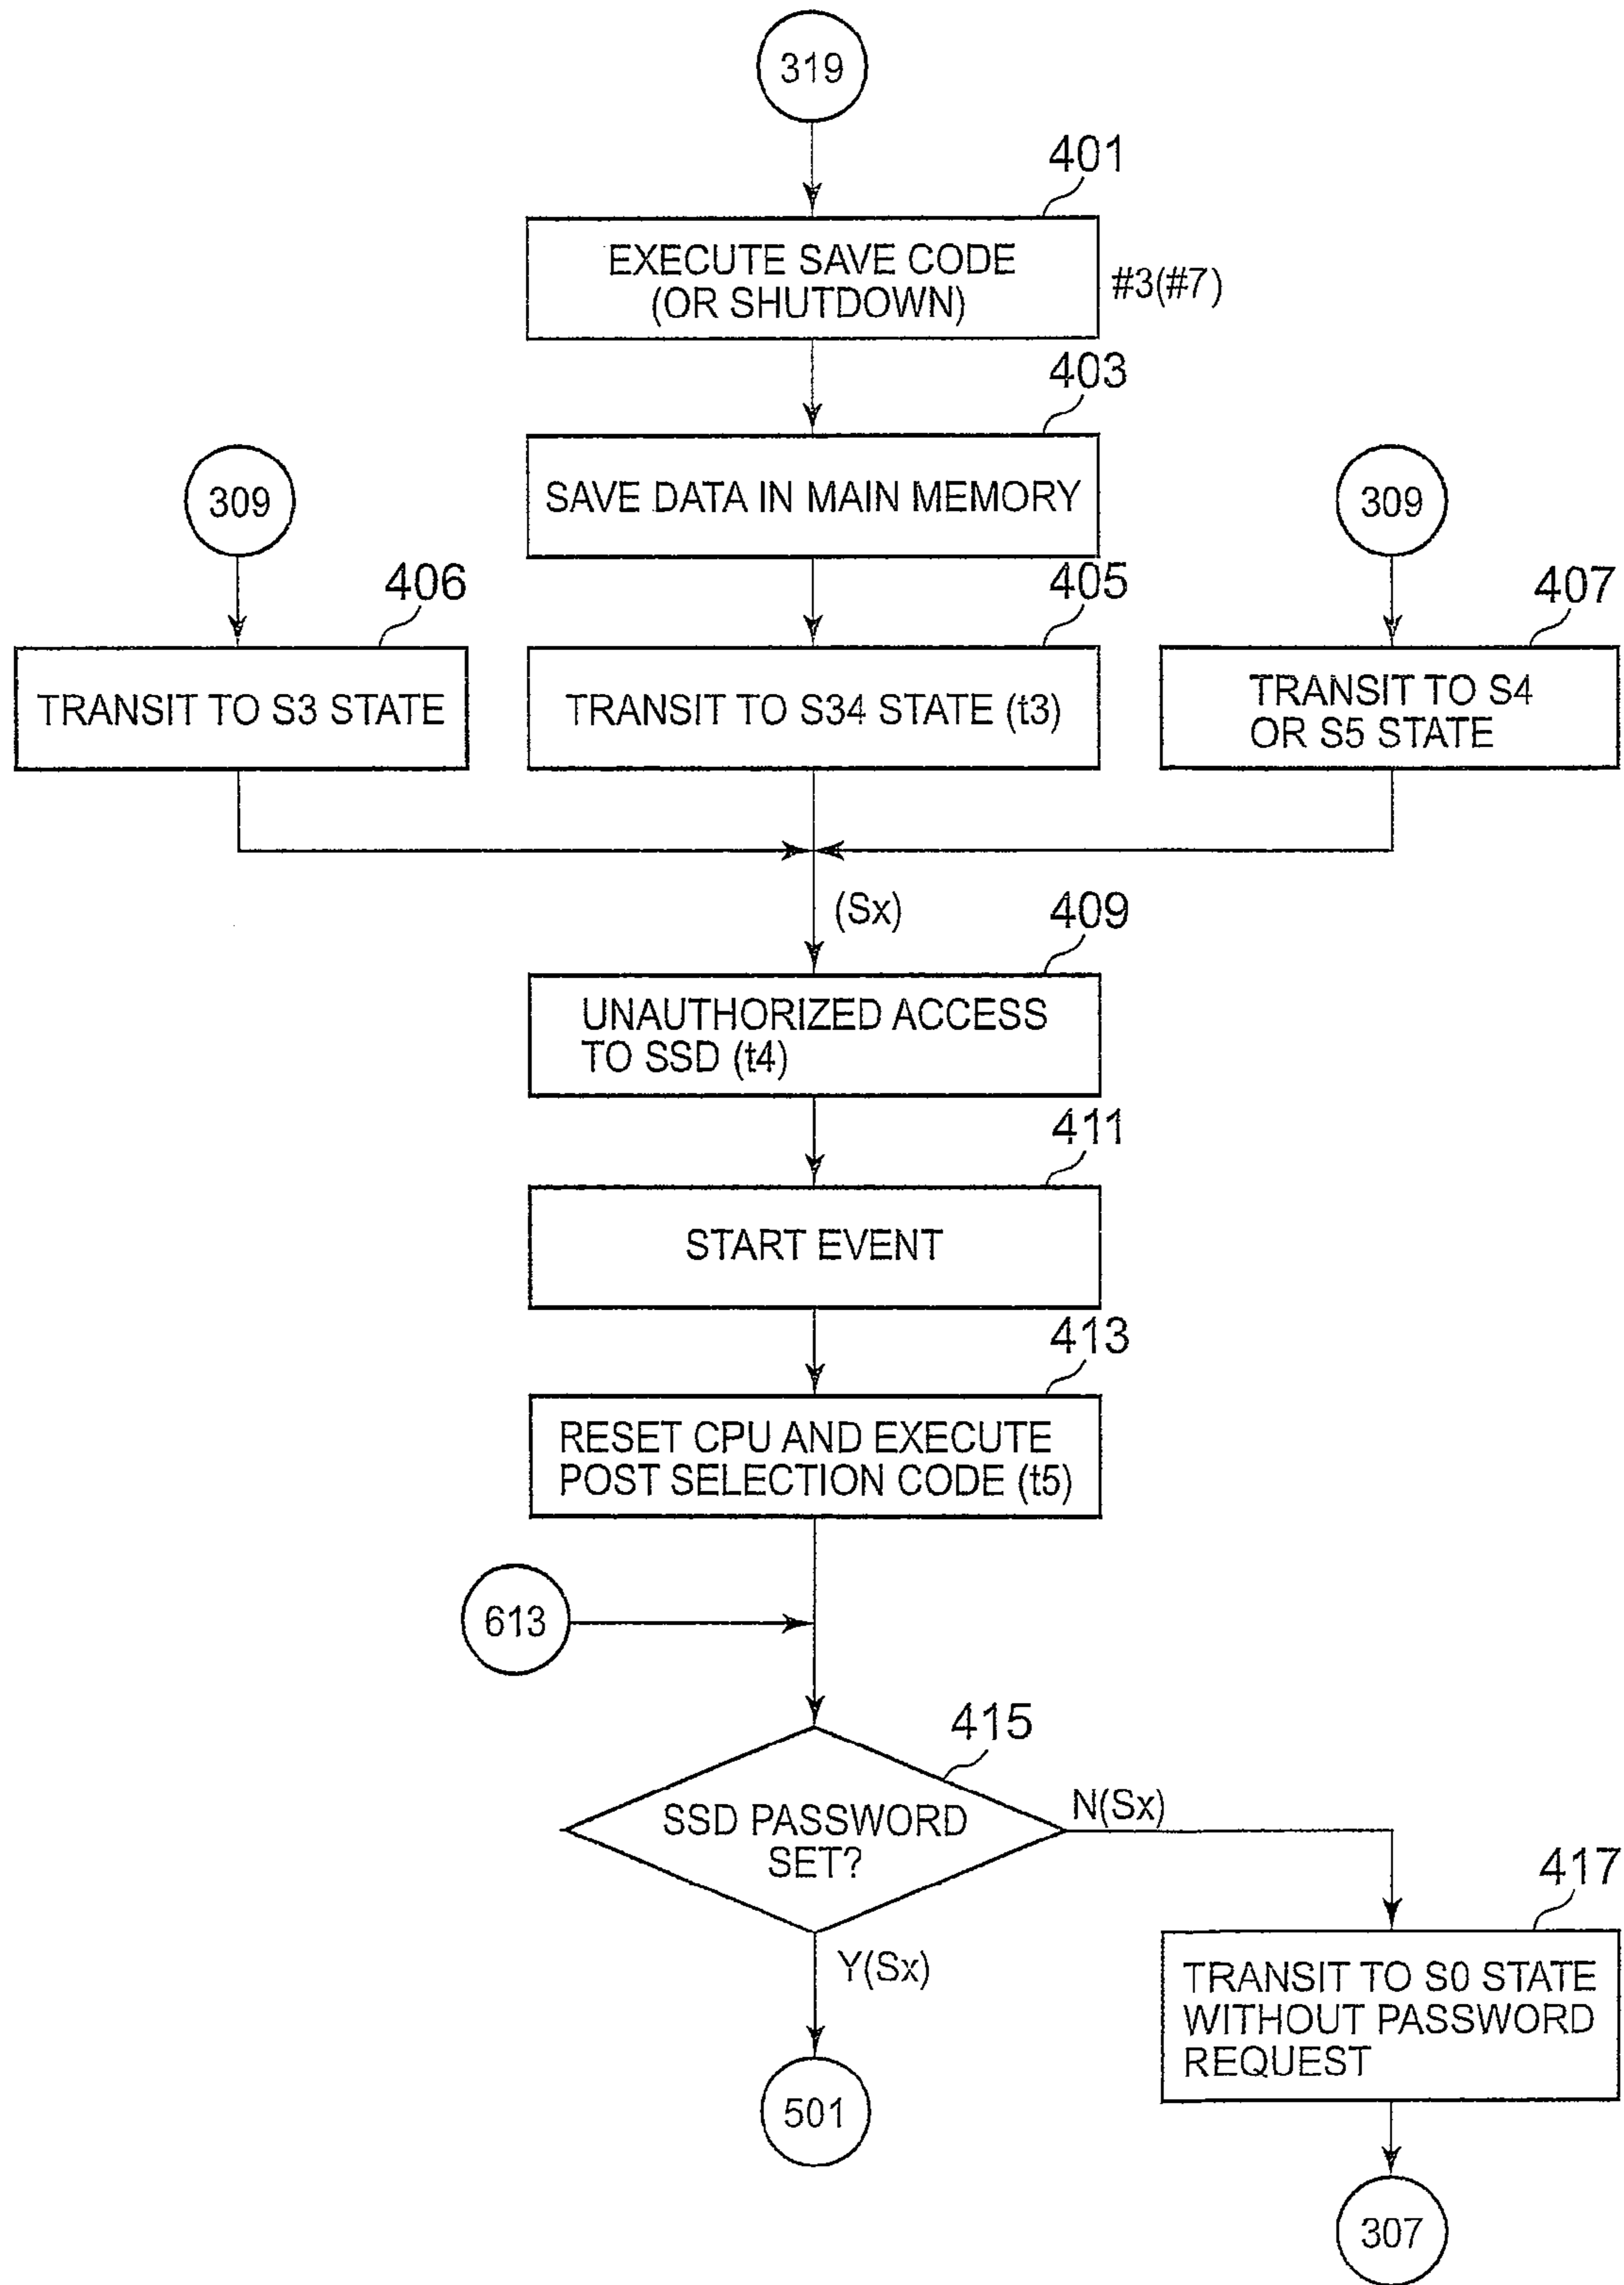 319
401
EXECUTE SAVE CODE
(OR SHUTDOWN)
#3(#7)
403
SAVE DATA IN MAIN MEMORY
309
309
406
405
407
TRANSIT TO S3 STATE
TRANSIT TO S34 STATE (t3)
TRANSIT TO S4
OR S5 STATE
(Sx)
409
UNAUTHORIZED ACCESS
TO SSD (t4)
411
START EVENT
413
RESET CPU AND EXECUTE
POST SELECTION CODE (t5)
613
415
SSD PASSWORD
SET?
N(Sx)
417
Y(Sx)
TRANSIT TO S0 STATE
WITHOUT PASSWORD
REQUEST
501
307